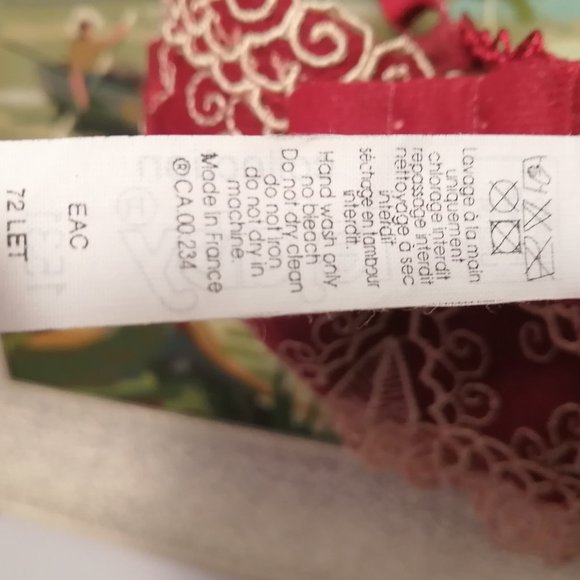 Lavage à la main
uniquement
chlorage interdit
repassage interdit
nettoyage à sec
interdit
séchage en tambour
interdit.
Hand wash only
no bleach
Do not dry clean
do not iron
do not dry in
machine.
Made in France
®CA.00.234
EAC
72 LET